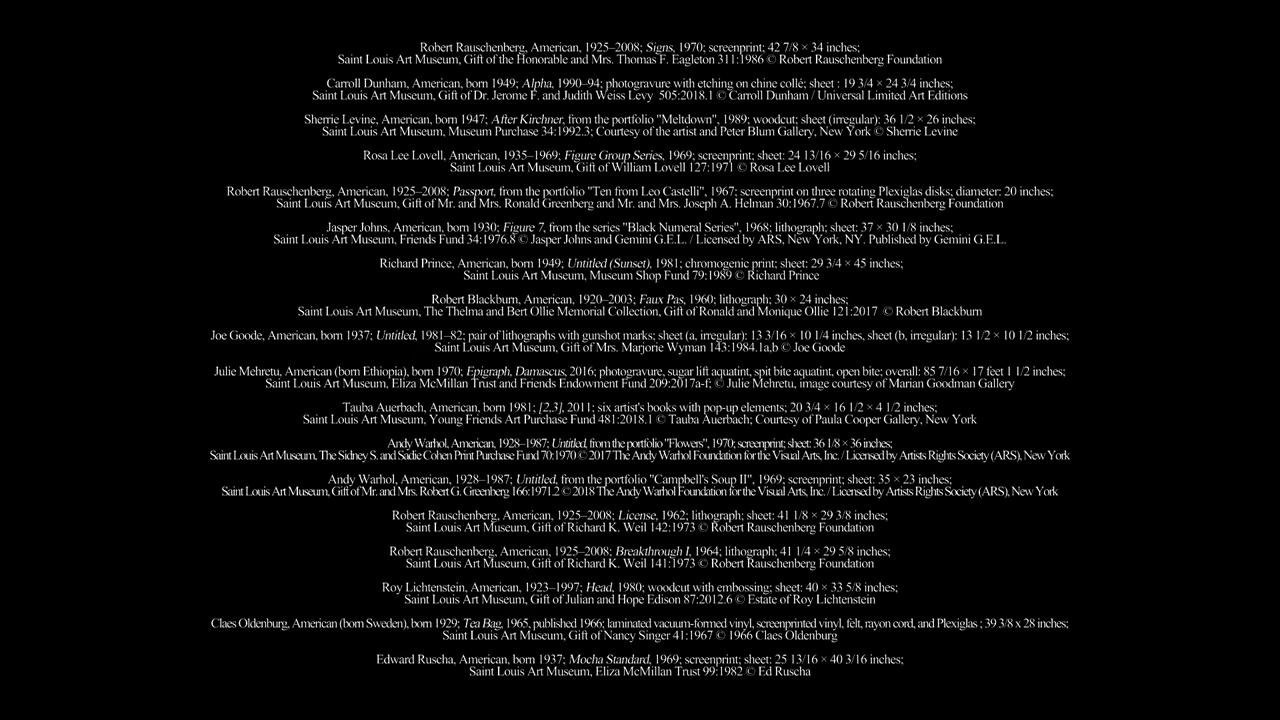 Robert Rauschenberg, American, 1925–2008; Signs, 1970; screenprint; 42 7/8 × 34 inches;
Saint Louis Art Museum, Gift of the Honorable and Mrs. Thomas F. Eagleton 311:1986 © Robert Rauschenberg Foundation
Carroll Dunham, American, born 1949; Alpha, 1990–94; photogravure with etching on chine collé; sheet : 19 3/4 × 24 3/4 inches;
Saint Louis Art Museum, Gift of Dr. Jerome F. and Judith Weiss Levy 505:2018.1 © Carroll Dunham / Universal Limited Art Editions
Sherrie Levine, American, born 1947; After Kirchner, from the portfolio "Meltdown", 1989; woodcut; sheet (irregular): 36 1/2 × 26 inches;
Saint Louis Art Museum, Museum Purchase 34:1992.3; Courtesy of the artist and Peter Blum Gallery, New York © Sherrie Levine
Rosa Lee Lovell, American, 1935–1969; Figure Group Series, 1969; screenprint; sheet: 24 13/16 × 29 5/16 inches;
Saint Louis Art Museum, Gift of William Lovell 127:1971 © Rosa Lee Lovell
Robert Rauschenberg, American, 1925–2008; Passport, from the portfolio "Ten from Leo Castelli", 1967; screenprint on three rotating Plexiglas disks; diameter: 20 inches;
Saint Louis Art Museum, Gift of Mr. and Mrs. Ronald Greenberg and Mr. and Mrs. Joseph A. Helman 30:1967.7 © Robert Rauschenberg Foundation
Jasper Johns, American, born 1930; Figure 7, from the series "Black Numeral Series", 1968; lithograph; sheet: 37 × 30 1/8 inches;
Saint Louis Art Museum, Friends Fund 34:1976.8 © Jasper Johns and Gemini G.E.L. / Licensed by ARS, New York, NY. Published by Gemini G.E.L.
Richard Prince, American, born 1949; Untitled (Sunset), 1981; chromogenic print; sheet: 29 3/4 × 45 inches;
Saint Louis Art Museum, Museum Shop Fund 79:1989 © Richard Prince
Robert Blackburn, American, 1920–2003; Faux Pas, 1960; lithograph; 30 × 24 inches;
Saint Louis Art Museum, The Thelma and Bert Ollie Memorial Collection, Gift of Ronald and Monique Ollie 121:2017 © Robert Blackburn
Joe Goode, American, born 1937; Untitled, 1981–82; pair of lithographs with gunshot marks; sheet (a, irregular): 13 3/16 × 10 1/4 inches, sheet (b, irregular): 13 1/2 × 10 1/2 inches;
Saint Louis Art Museum, Gift of Mrs. Marjorie Wyman 143:1984.1a,b © Joe Goode
Julie Mehretu, American (born Ethiopia), born 1970; Epigraph, Damascus, 2016; photogravure, sugar lift aquatint, spit bite aquatint, open bite; overall: 85 7/16 × 17 feet 1 1/2 inches;
Saint Louis Art Museum, Eliza McMillan Trust and Friends Endowment Fund 209:2017a-f; © Julie Mehretu, image courtesy of Marian Goodman Gallery
Tauba Auerbach, American, born 1981; [2,3], 2011; six artist's books with pop-up elements; 20 3/4 × 16 1/2 × 4 1/2 inches;
Saint Louis Art Museum, Young Friends Art Purchase Fund 481:2018.1 © Tauba Auerbach; Courtesy of Paula Cooper Gallery, New York
Andy Warhol, American, 1928–1987; Untitled, from the portfolio "Flowers", 1970; screenprint; sheet: 36 1/8 × 36 inches;
Saint Louis Art Museum, The Sidney S. and Sadie Cohen Print Purchase Fund 70:1970 © 2017 The Andy Warhol Foundation for the Visual Arts, Inc. / Licensed by Artists Rights Society (ARS), New York
Andy Warhol, American, 1928–1987; Untitled, from the portfolio "Campbell's Soup II", 1969; screenprint; sheet: 35 × 23 inches;
Saint Louis Art Museum, Gift of Mr. and Mrs. Robert G. Greenberg 166:1971.2 © 2018 The Andy Warhol Foundation for the Visual Arts, Inc. / Licensed by Artists Rights Society (ARS), New York
Robert Rauschenberg, American, 1925–2008; License, 1962; lithograph; sheet: 41 1/8 × 29 3/8 inches;
Saint Louis Art Museum, Gift of Richard K. Weil 142:1973 © Robert Rauschenberg Foundation
Robert Rauschenberg, American, 1925–2008; Breakthrough I, 1964; lithograph; 41 1/4 × 29 5/8 inches;
Saint Louis Art Museum, Gift of Richard K. Weil 141:1973 © Robert Rauschenberg Foundation
Roy Lichtenstein, American, 1923–1997; Head, 1980; woodcut with embossing; sheet: 40 × 33 5/8 inches;
Saint Louis Art Museum, Gift of Julian and Hope Edison 87:2012.6 © Estate of Roy Lichtenstein
Claes Oldenburg, American (born Sweden), born 1929; Tea Bag, 1965, published 1966; laminated vacuum-formed vinyl, screenprinted vinyl, felt, rayon cord, and Plexiglas ; 39 3/8 x 28 inches;
Saint Louis Art Museum, Gift of Nancy Singer 41:1967 © 1966 Claes Oldenburg
Edward Ruscha, American, born 1937; Mocha Standard, 1969; screenprint; sheet: 25 13/16 × 40 3/16 inches;
Saint Louis Art Museum, Eliza McMillan Trust 99:1982 © Ed Ruscha